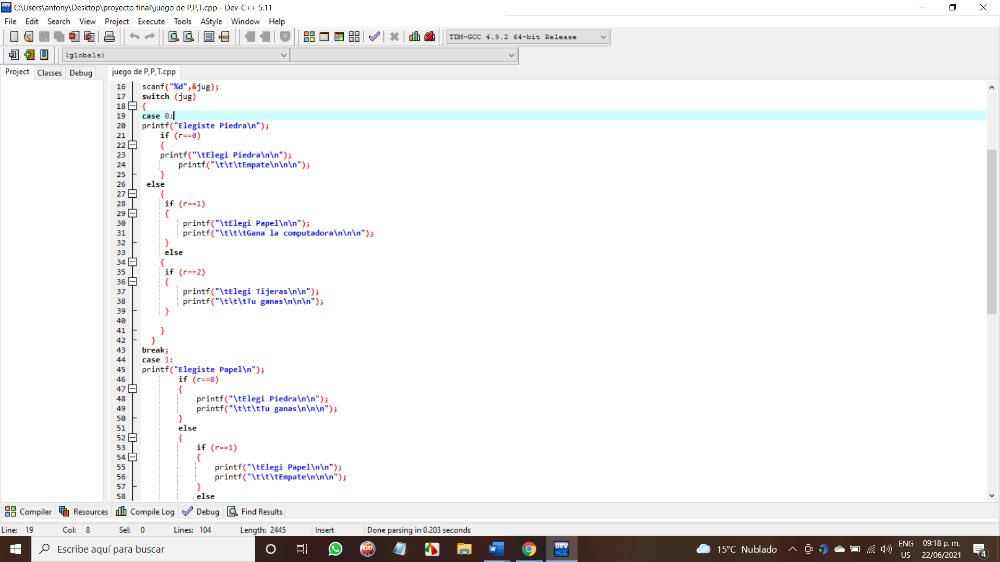 C:\Users\antony\Desktop\proyecto final\juego de P,P,T.cpp - Dev-C++ 5.11
File Edit Search View Project Execute Tools AStyle Window Help
TDM-GCC 4.9.2 64-bit Release
(globals)
Project Classes Debug juego de P,P,T.cpp
16 scanf("%d",&jug);
17 switch (jug)
18 {
19 case 0:
20 printf("Elegiste Piedra\n");
21 if (r==0)
22 {
23 printf("\tElegi Piedra\n\n");
24 printf("\t\t\tEmpate\n\n\n");
25 }
26 else
27 {
28 if (r==1)
29 {
30 printf("\tElegi Papel\n\n");
31 printf("\t\t\tGana la computadora\n\n\n");
32 }
33 else
34 {
35 if (r==2)
36 {
37 printf("\tElegi Tijeras\n\n");
38 printf("\t\t\tTu ganas\n\n\n");
39 }
40
41 }
42 }
43 break;
44 case 1:
45 printf("Elegiste Papel\n");
46 if (r==0)
47 {
48 printf("\tElegi Piedra\n\n");
49 printf("\t\t\tTu ganas\n\n\n");
50 }
51 else
52 {
53 if (r==1)
54 {
55 printf("\tElegi Papel\n\n");
56 printf("\t\t\tEmpate\n\n\n");
57 }
58 else
Compiler Resources Compile Log Debug Find Results
Line: 19 Col: 8 Sel: 0 Lines: 104 Length: 2445 Insert Done parsing in 0.203 seconds
Escribe aquí para buscar
DEV
15°C Nublado
ENG
US
09:18 p. m.
22/06/2021
4